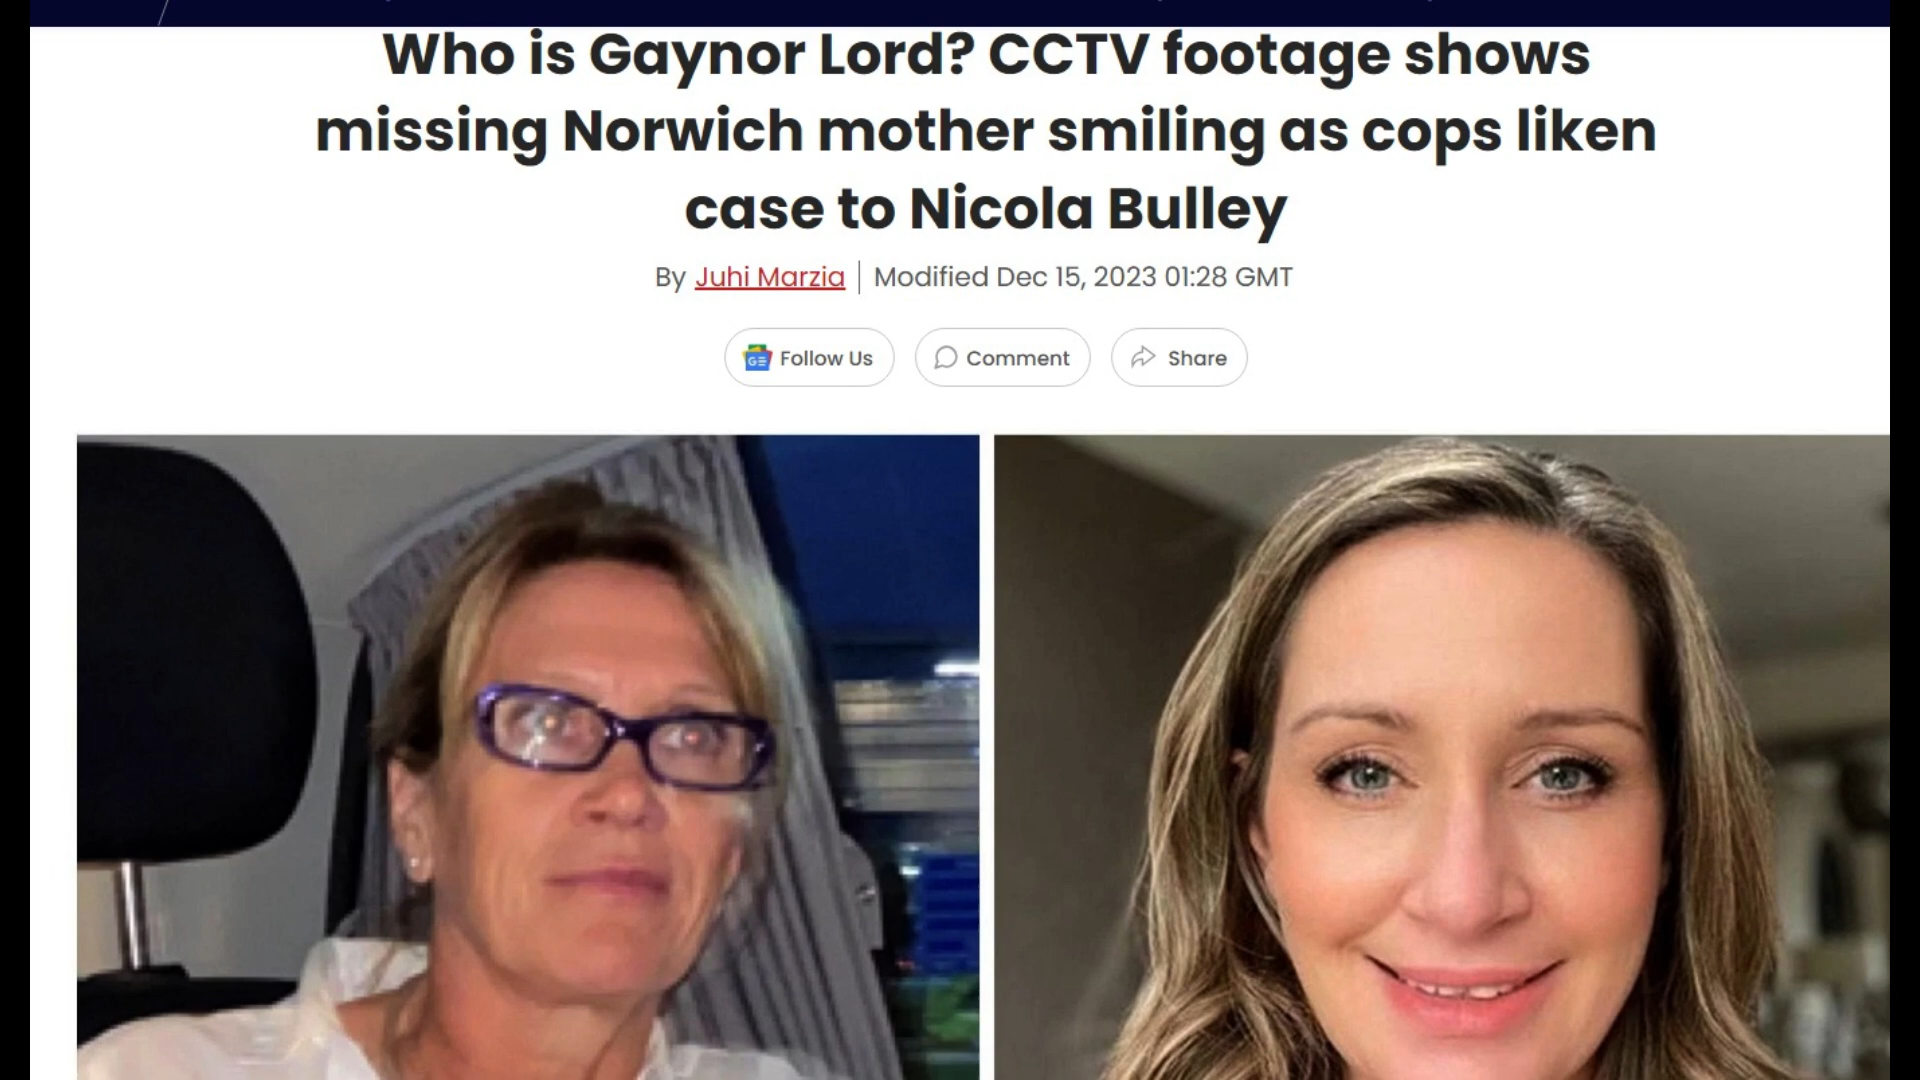 Who is Gaynor Lord? CCTV footage shows
missing Norwich mother smiling as cops liken
case to Nicola Bulley
By Juhi Marzia | Modified Dec 15, 2023 01:28 GMT
GE Follow Us Comment Share